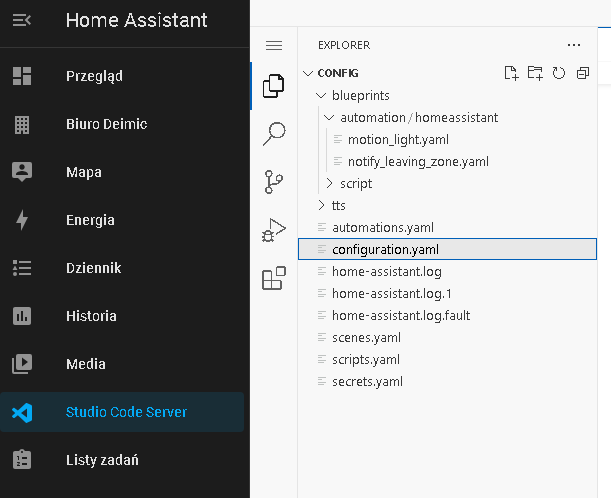 Home Assistant
Przegląd
Biuro Deimic
Mapa
Energia
Dziennik
Historia
Media
Studio Code Server
Listy zadań
EXPLORER
CONFIG
blueprints
automation / homeassistant
motion_light.yaml
notify_leaving_zone.yaml
script
tts
automations.yaml
configuration.yaml
home-assistant.log
home-assistant.log.1
home-assistant.log.fault
scenes.yaml
scripts.yaml
secrets.yaml